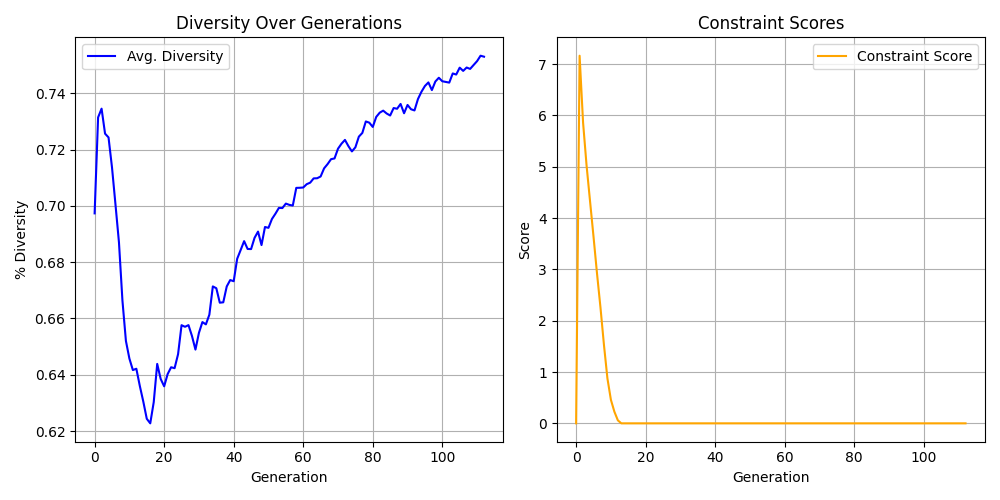 Diversity Over Generations
Avg. Diversity
% Diversity
0.74
0.72
0.70
0.68
0.66
0.64
0.62
0 20 40 60 80 100
Generation
Constraint Scores
Constraint Score
Score
7
6
5
4
3
2
1
0
0 20 40 60 80 100
Generation